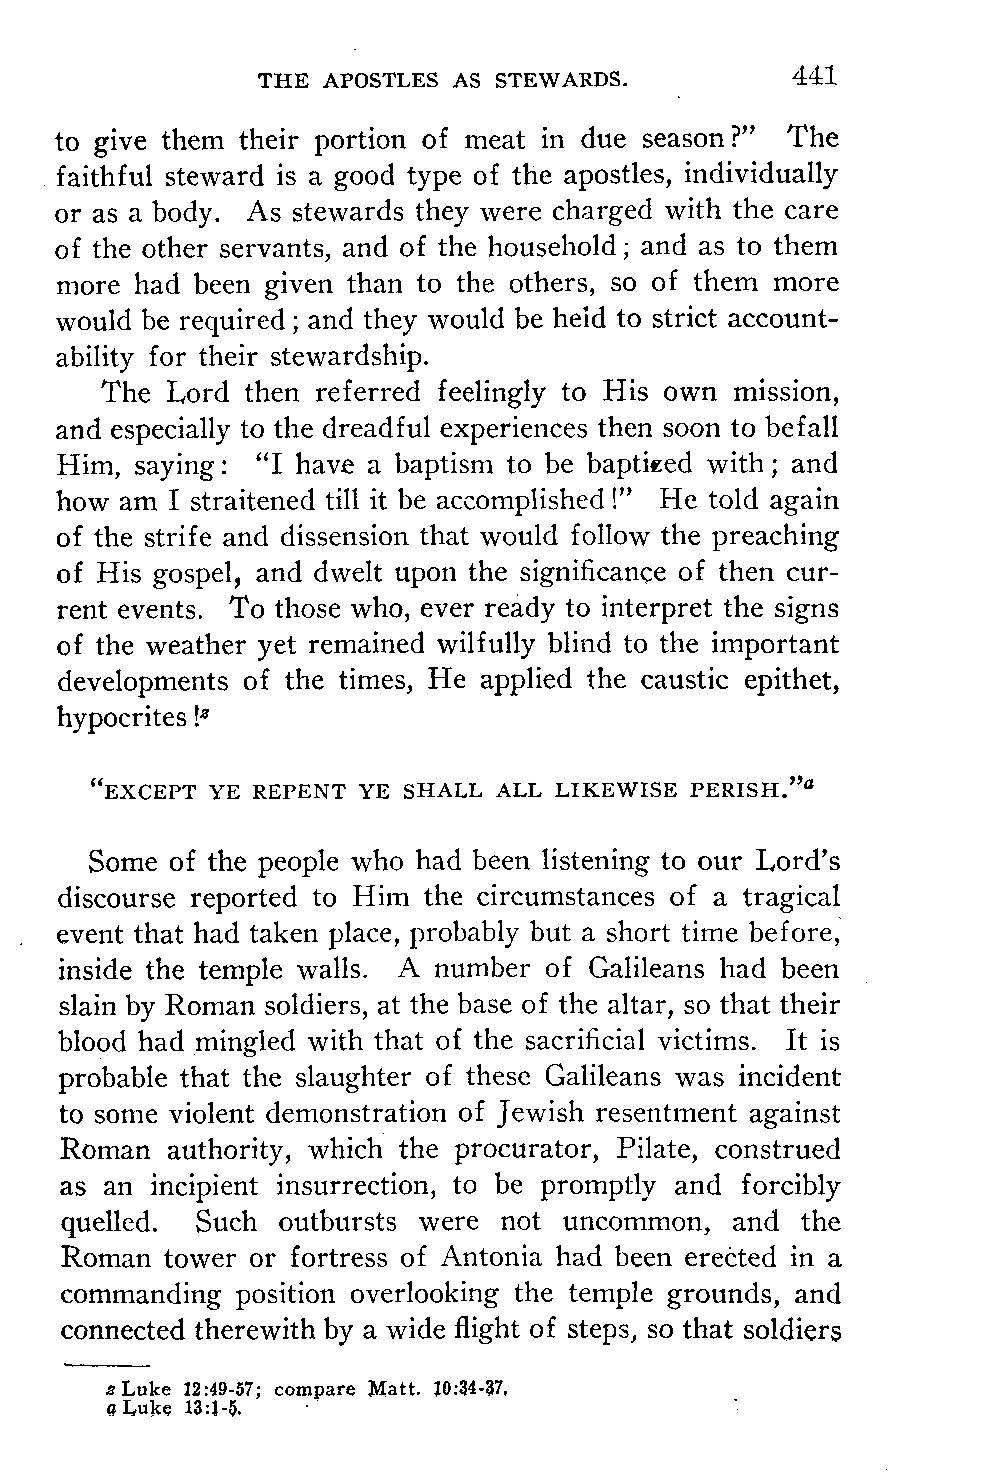 THE APOSTLES AS STEWARDS. 441
to give them their portion of meat in due season?" The
faithful steward is a good type of the apostles, individually
or as a body. As stewards they were charged with the care
of the other servants, and of the household; and as to them
more had been given than to the others, so of them more
would be required; and they would be held to strict account-
ability for their stewardship.
The Lord then referred feelingly to His own mission,
and especially to the dreadful experiences then soon to befall
Him, saying: "I have a baptism to be baptized with; and
how am I straitened till it be accomplished!" He told again
of the strife and dissension that would follow the preaching
of His gospel, and dwelt upon the significance of then cur-
rent events. To those who, ever ready to interpret the signs
of the weather yet remained wilfully blind to the important
developments of the times, He applied the caustic epithet,
hypocrites!z
"EXCEPT YE REPENT YE SHALL ALL LIKEWISE PERISH."a
Some of the people who had been listening to our Lord's
discourse reported to Him the circumstances of a tragical
event that had taken place, probably but a short time before,
inside the temple walls. A number of Galileans had been
slain by Roman soldiers, at the base of the altar, so that their
blood had mingled with that of the sacrificial victims. It is
probable that the slaughter of these Galileans was incident
to some violent demonstration of Jewish resentment against
Roman authority, which the procurator, Pilate, construed
as an incipient insurrection, to be promptly and forcibly
quelled. Such outbursts were not uncommon, and the
Roman tower or fortress of Antonia had been erected in a
commanding position overlooking the temple grounds, and
connected therewith by a wide flight of steps, so that soldiers
z Luke 12:49-57; compare Matt. 10:34-37.
a Luke 13:1-5.